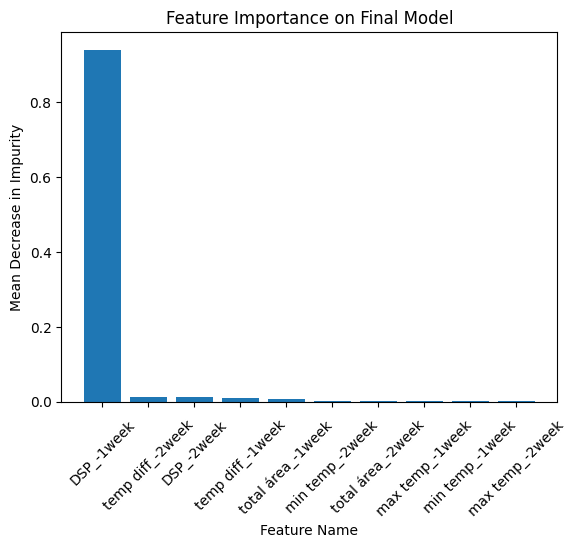 Feature Importance on Final Model
Mean Decrease in Impurity
0.8
0.6
0.4
0.2
0.0
DSP_-1week
temp diff_-2week
DSP_-2week
temp diff_-1week
total área_-1week
min temp_-2week
total área_-2week
max temp_-1week
min temp_-1week
max temp_-2week
Feature Name